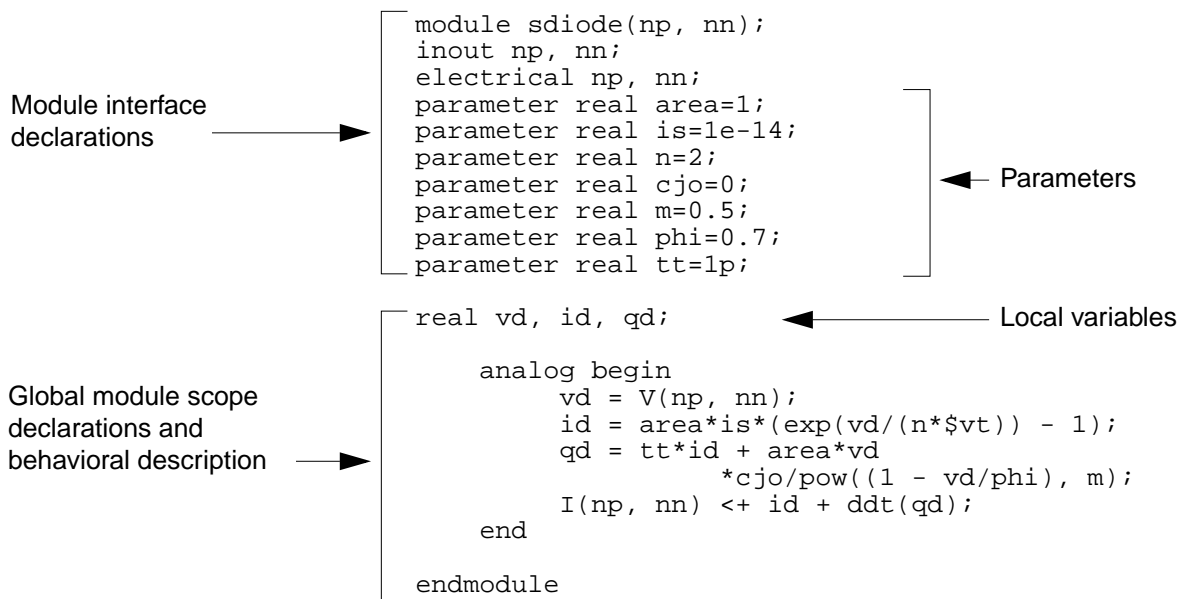 module sdiode(np, nn);
inout np, nn;
electrical np, nn;
Module interface
declarations
parameter real area=1;
parameter real is=1e-14;
parameter real n=2;
parameter real cjo=0;
parameter real m=0.5;
parameter real phi=0.7;
parameter real tt=1p;
Parameters
real vd, id, qd;
Local variables
Global module scope
declarations and
behavioral description
analog begin
vd = V(np, nn);
id = area*is*(exp(vd/(n*$vt)) - 1);
qd = tt*id + area*vd
*cjo/pow((1 - vd/phi), m);
I(np, nn) <+ id + ddt(qd);
end
endmodule